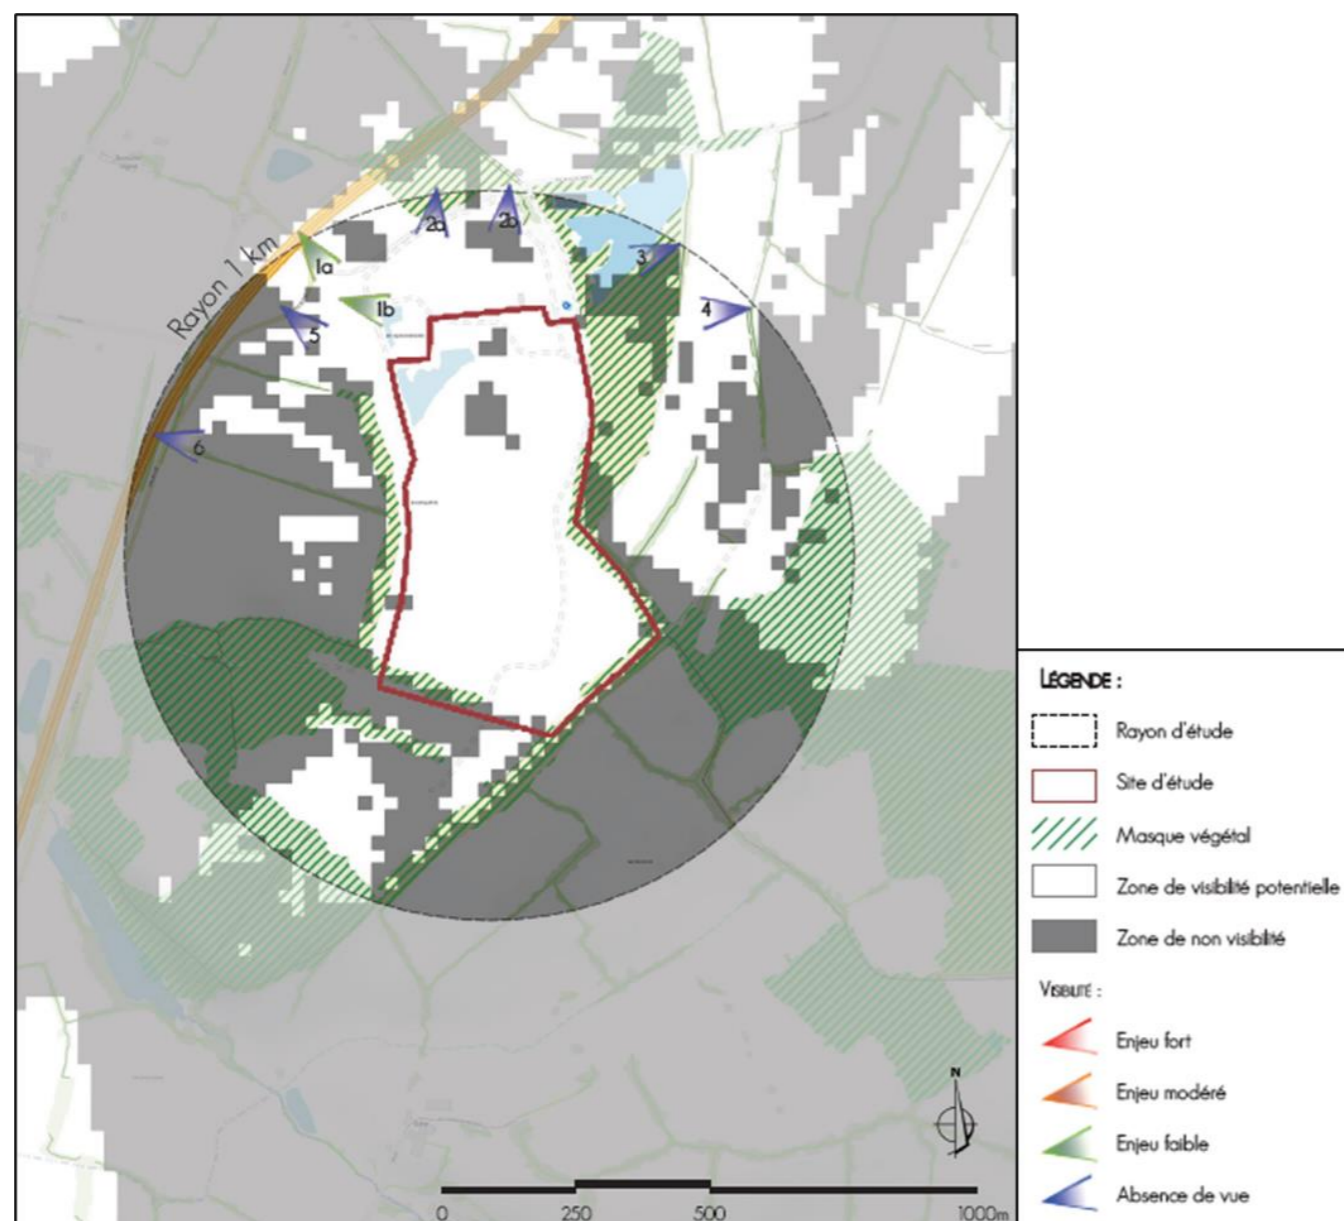 Rayon 1 km
2a
2b
1a
3
1b
4
5
6
N
0
250
500
1000m
LÉGENDE :
Rayon d'étude
Site d'étude
Masque végétal
Zone de visibilité potentielle
Zone de non visibilité
VISIBILITÉ :
Enjeu fort
Enjeu modéré
Enjeu faible
Absence de vue